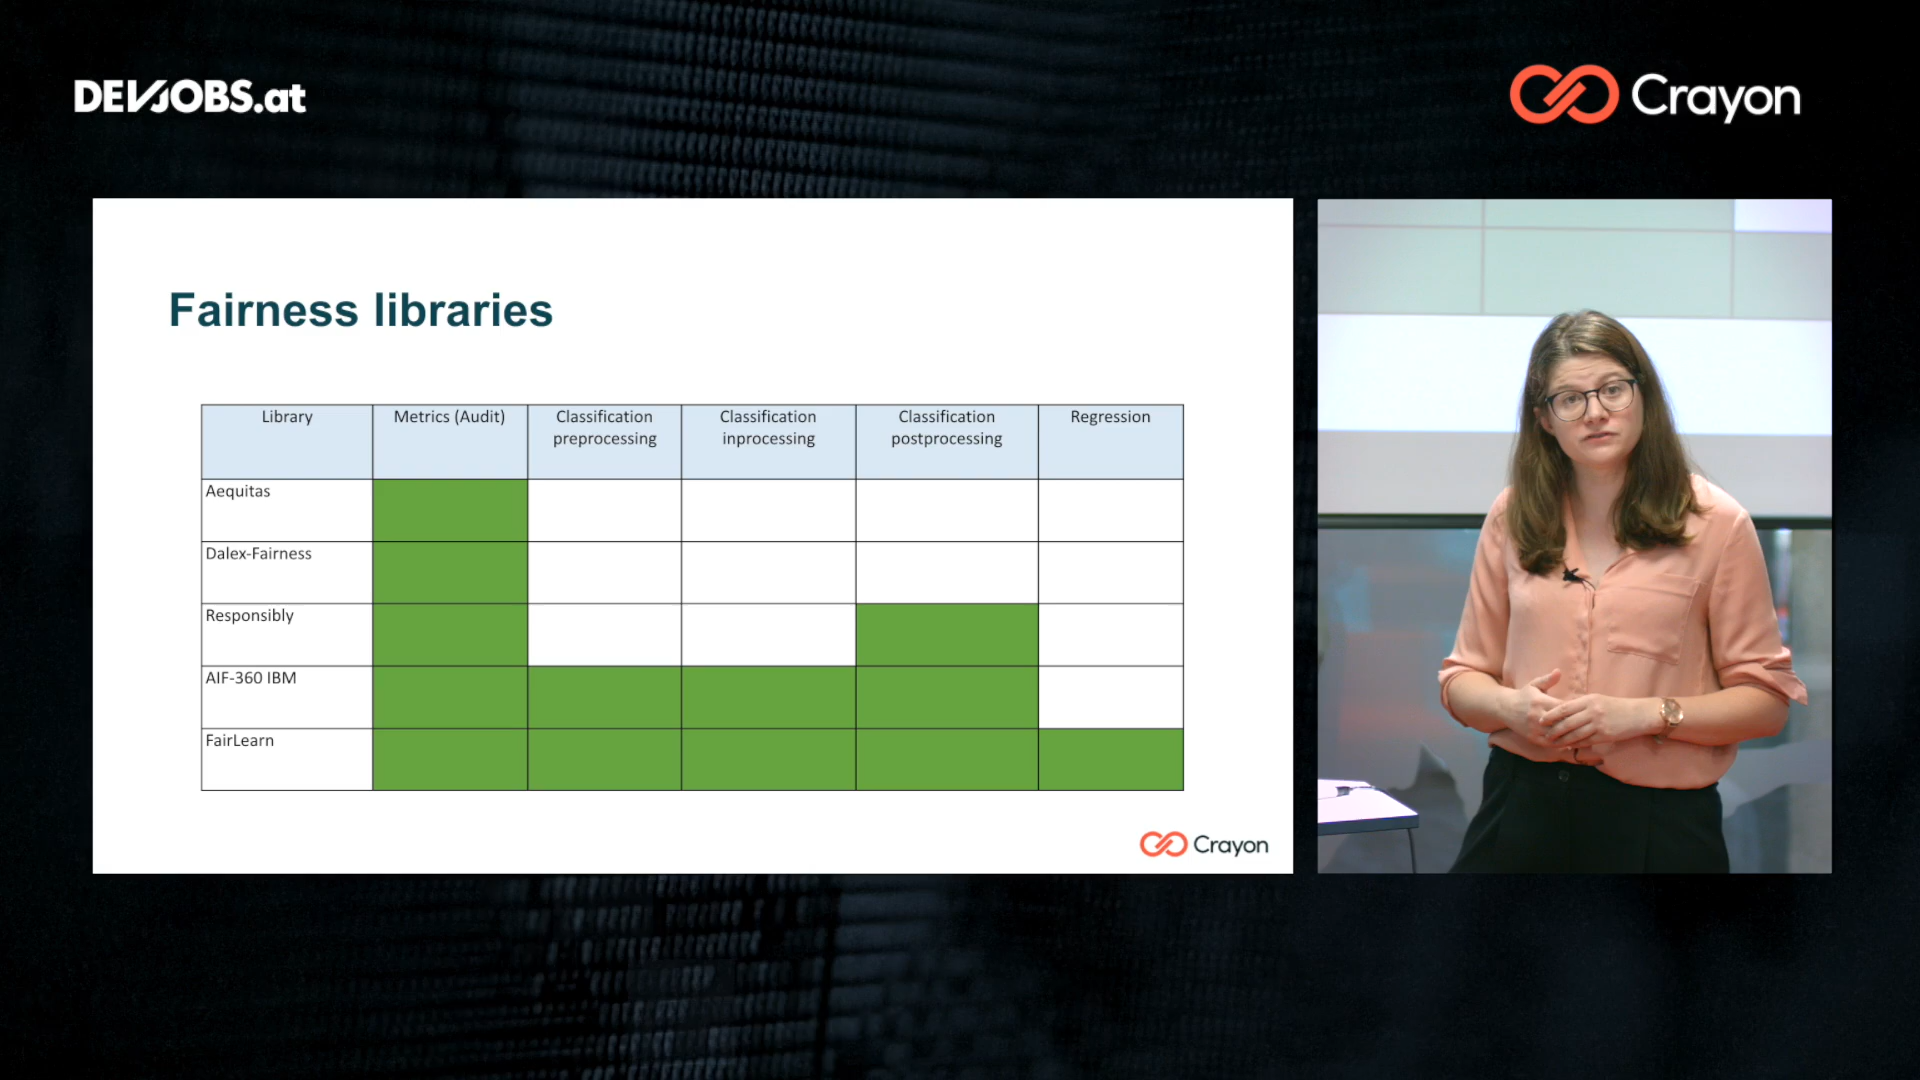 DEVJOBS.at
Crayon
Fairness libraries
Library
Metrics (Audit)
Classification
preprocessing
Classification
inprocessing
Classification
postprocessing
Regression
Aequitas
Dalex-Fairness
Responsibly
AIF-360 IBM
FairLearn
Crayon